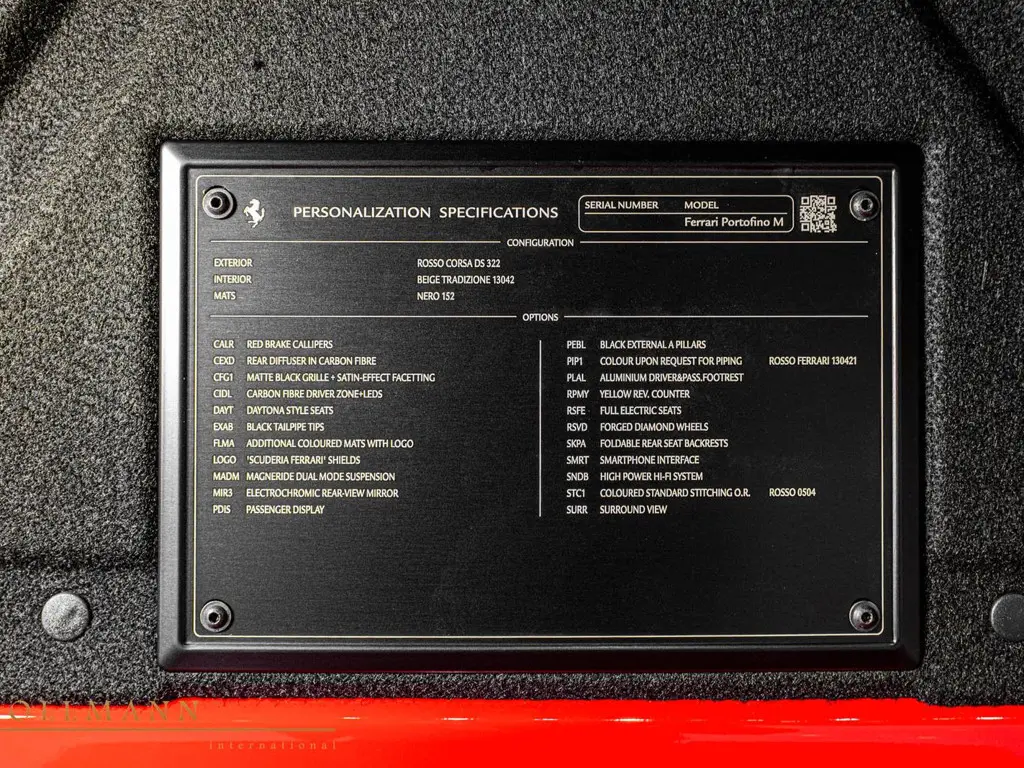 PERSONALIZATION SPECIFICATIONS
SERIAL NUMBER MODEL
Ferrari Portofino M
CONFIGURATION
EXTERIOR ROSSO CORSA DS 322
INTERIOR BEIGE TRADIZIONE 13042
MATS NERO 152
OPTIONS
CALR RED BRAKE CALLIPERS
CEXD REAR DIFFUSER IN CARBON FIBRE
CFG1 MATTE BLACK GRILLE + SATIN-EFFECT FACETTING
CIDL CARBON FIBRE DRIVER ZONE+LEDS
DAYT DAYTONA STYLE SEATS
EXAB BLACK TAILPIPE TIPS
FLMA ADDITIONAL COLOURED MATS WITH LOGO
LOGO 'SCUDERIA FERRARI' SHIELDS
MADM MAGNERIDE DUAL MODE SUSPENSION
MIR3 ELECTROCHROMIC REAR-VIEW MIRROR
PDIS PASSENGER DISPLAY
PEBL BLACK EXTERNAL A PILLARS
PIP1 COLOUR UPON REQUEST FOR PIPING ROSSO FERRARI 130421
PLAL ALUMINIUM DRIVER&PASS.FOOTREST
RPMY YELLOW REV. COUNTER
RSFE FULL ELECTRIC SEATS
RSVD FORGED DIAMOND WHEELS
SKPA FOLDABLE REAR SEAT BACKRESTS
SMRT SMARTPHONE INTERFACE
SNDB HIGH POWER HI-FI SYSTEM
STC1 COLOURED STANDARD STITCHING O.R. ROSSO 0504
SURR SURROUND VIEW
international